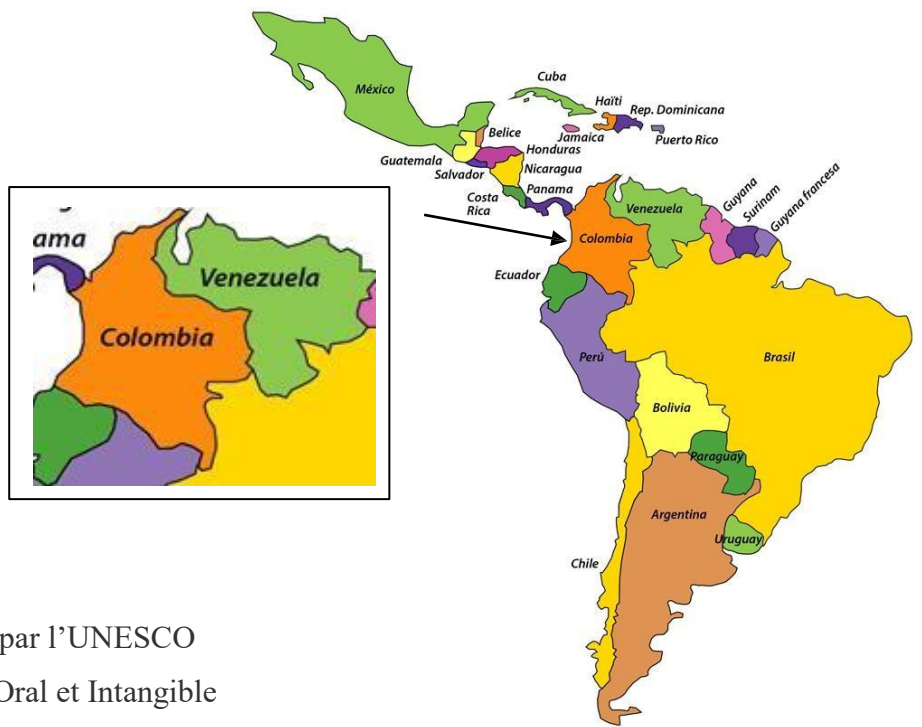 México
Cuba
Haïti
Rep. Dominicana
Jamaica
Puerto Rico
Belice
Honduras
Guatemala
Salvador
Nicaragua
Costa
Rica
Panama
Venezuela
Guyana
Surinam
Guyana francesa
Colombia
Ecuador
Perú
Brasil
Bolivia
Paraguay
Argentina
Uruguay
Chile
ama
Venezuela
Colombia
par l’UNESCO
Oral et Intangible